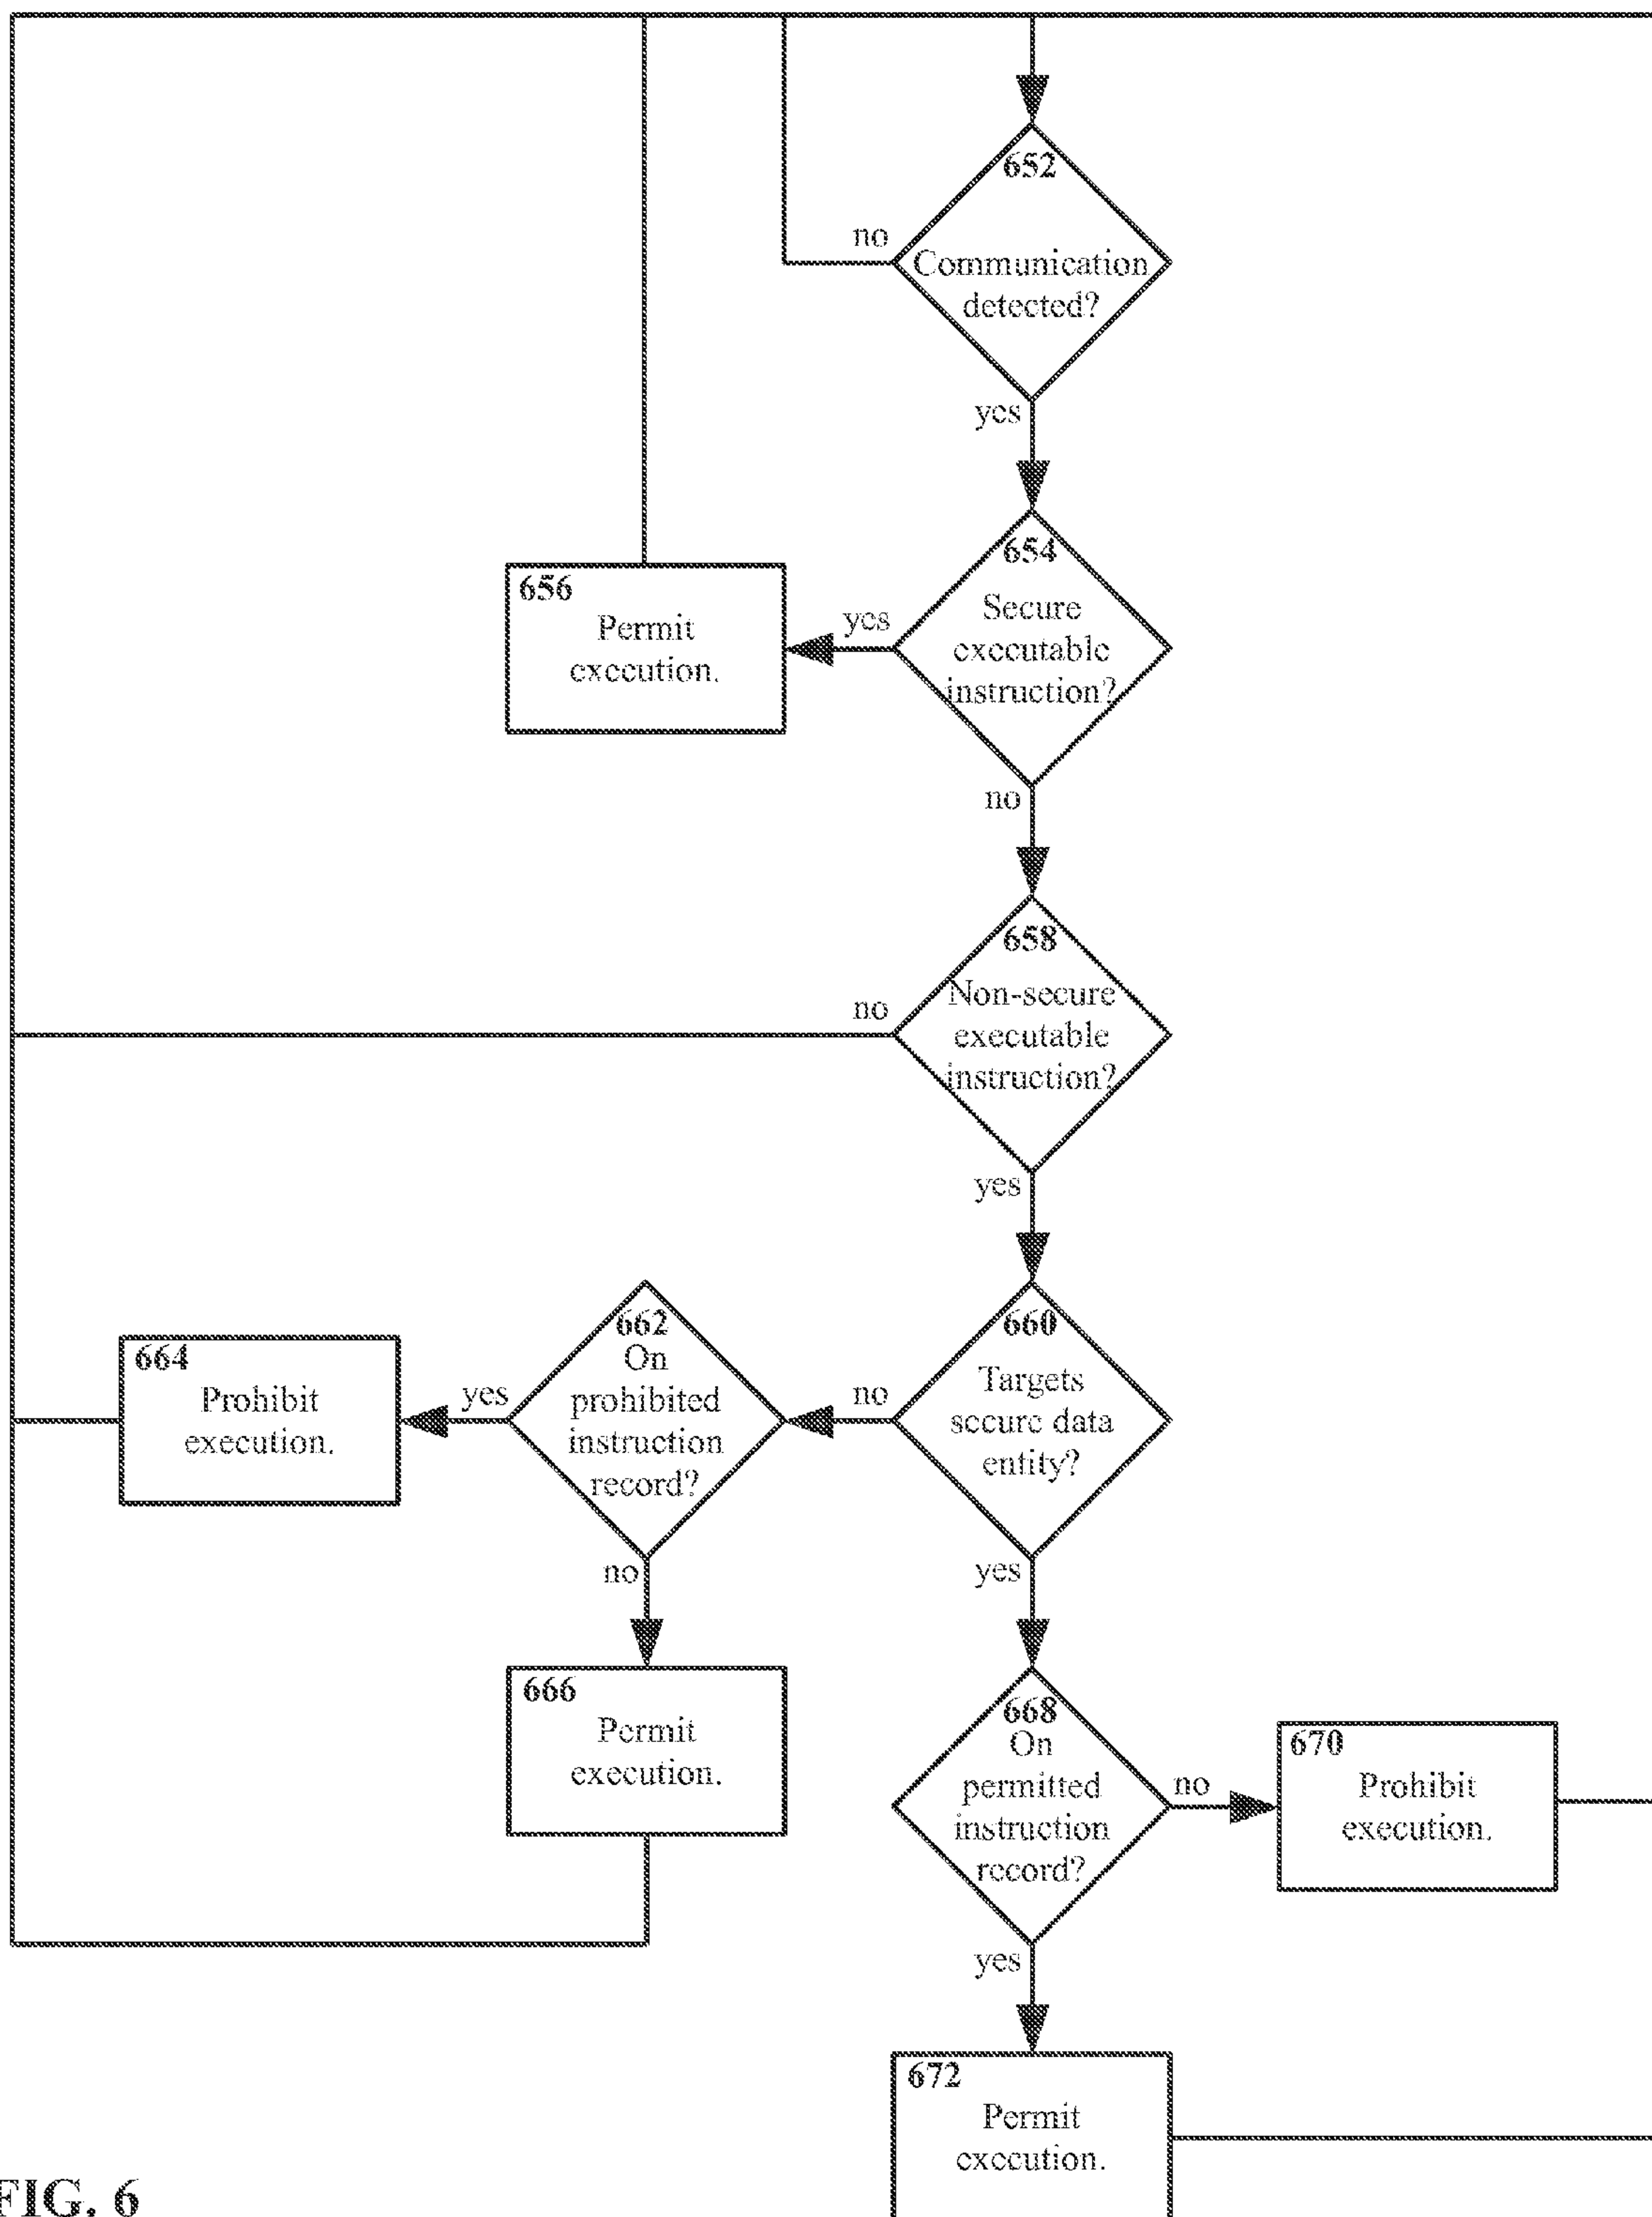 652
no
Communication
detected?
yes
654
Secure
executable
instruction?
yes
656
Permit
execution.
no
658
Non-secure
executable
instruction?
no
yes
660
Targets
secure data
entity?
no
662
On
prohibited
instruction
record?
yes
664
Prohibit
execution.
no
666
Permit
execution.
yes
668
On
permitted
instruction
record?
no
670
Prohibit
execution.
yes
672
Permit
execution.
FIG. 6